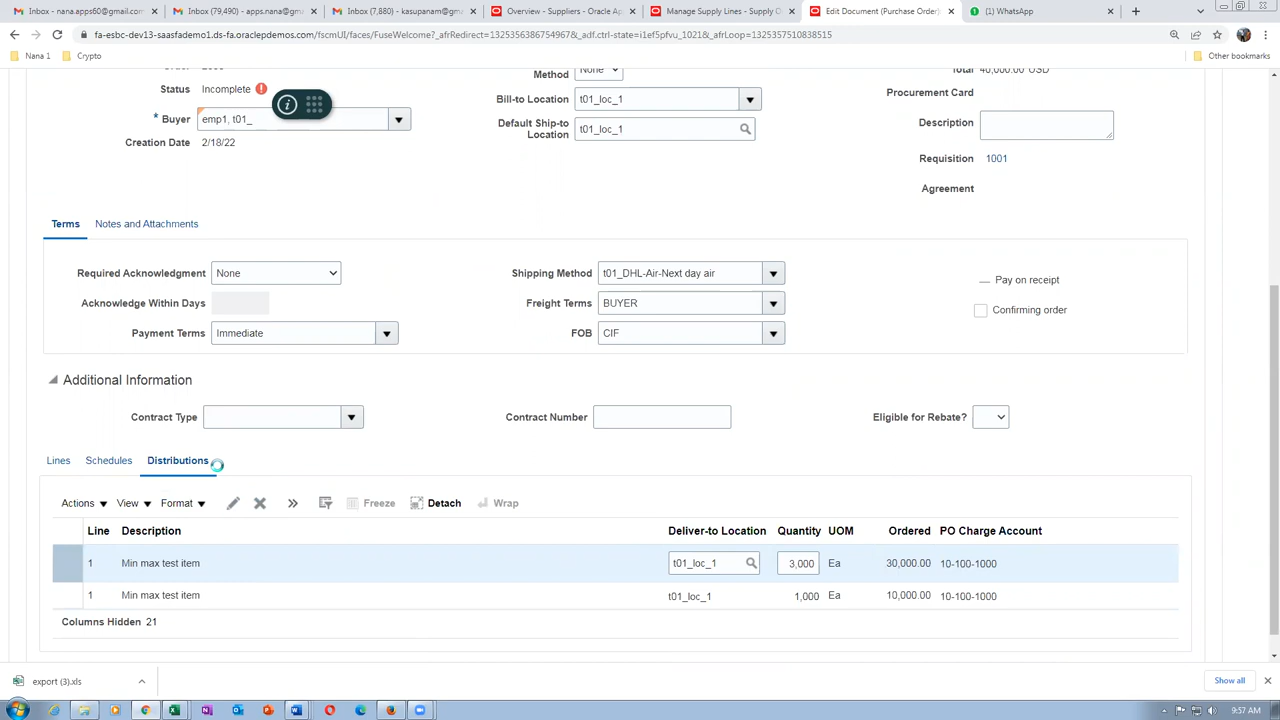 Inbox - nana.apps60@gmail.com
Inbox (79,490) - apps.nana@gm
Inbox (7,880) - kasupanam@gm
Overview - Suppliers - Oracle Ap
Manage Supply Lines - Supply O
Edit Document (Purchase Order)
(1) WhatsApp
fa-esbc-dev13-saasfademo1.ds-fa.oraclepdemos.com/fscmUI/faces/FuseWelcome?_afrRedirect=13253563867549678&_adf.ctrl-state=i1ef5pfvu_1021&_afrLoop=13253575108385 15
Nana 1
Crypto
Other bookmarks
Status Incomplete
Method None
Total 40,000.00 USD
Bill-to Location t01_loc_1
Procurement Card
* Buyer emp1, t01_
Default Ship-to Location t01_loc_1
Description
Creation Date 2/18/22
Requisition 1001
Agreement
Terms Notes and Attachments
Required Acknowledgment None
Shipping Method t01_DHL-Air-Next day air
Pay on receipt
Acknowledge Within Days
Freight Terms BUYER
Confirming order
Payment Terms Immediate
FOB CIF
Additional Information
Contract Type
Contract Number
Eligible for Rebate?
Lines Schedules Distributions
Actions View Format Freeze Detach Wrap
Line Description Deliver-to Location Quantity UOM Ordered PO Charge Account
1 Min max test item t01_loc_1 3,000 Ea 30,000.00 10-100-1000
1 Min max test item t01_loc_1 1,000 Ea 10,000.00 10-100-1000
Columns Hidden 21
export (3).xls
Show all
9:57 AM